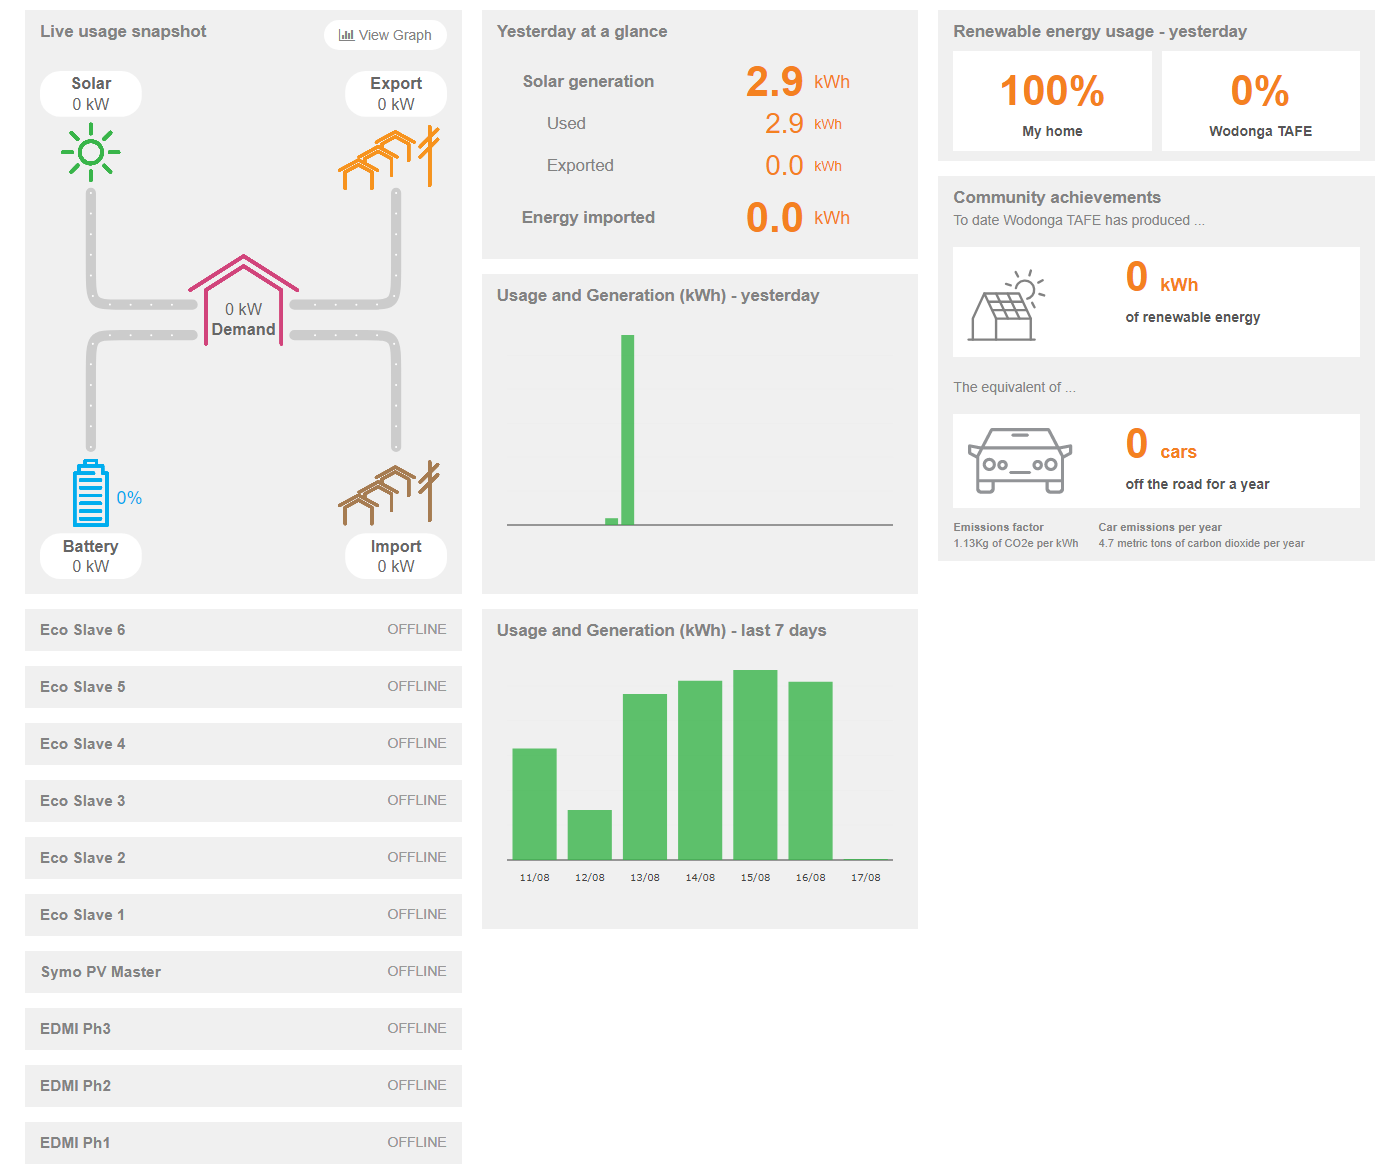 Live usage snapshot
View Graph
Solar
0 kW
Export
0 kW
0 kW
Demand
0%
Battery
0 kW
Import
0 kW
Eco Slave 6 OFFLINE
Eco Slave 5 OFFLINE
Eco Slave 4 OFFLINE
Eco Slave 3 OFFLINE
Eco Slave 2 OFFLINE
Eco Slave 1 OFFLINE
Symo PV Master OFFLINE
EDMI Ph3 OFFLINE
EDMI Ph2 OFFLINE
EDMI Ph1 OFFLINE
Yesterday at a glance
Solar generation 2.9 kWh
Used 2.9 kWh
Exported 0.0 kWh
Energy imported 0.0 kWh
Usage and Generation (kWh) - yesterday
Usage and Generation (kWh) - last 7 days
11/08 12/08 13/08 14/08 15/08 16/08 17/08
Renewable energy usage - yesterday
100%
My home
0%
Wodonga TAFE
Community achievements
To date Wodonga TAFE has produced ...
0 kWh
of renewable energy
The equivalent of ...
0 cars
off the road for a year
Emissions factor
1.13Kg of CO2e per kWh
Car emissions per year
4.7 metric tons of carbon dioxide per year